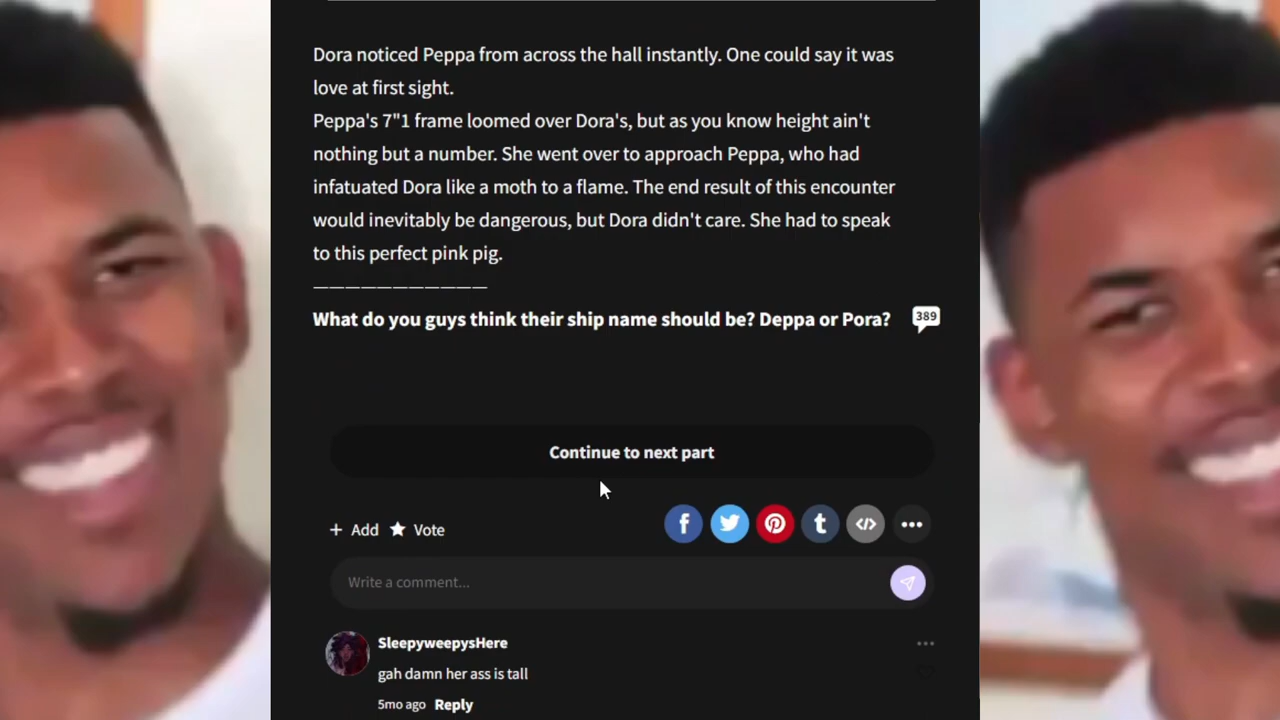 Dora noticed Peppa from across the hall instantly. One could say it was
love at first sight.
Peppa's 7"1 frame loomed over Dora's, but as you know height ain't
nothing but a number. She went over to approach Peppa, who had
infatuated Dora like a moth to a flame. The end result of this encounter
would inevitably be dangerous, but Dora didn't care. She had to speak
to this perfect pink pig.
———————————
What do you guys think their ship name should be? Deppa or Pora?
389
Continue to next part
+ Add ★ Vote
Write a comment...
SleepyweepysHere
gah damn her ass is tall
5mo ago Reply